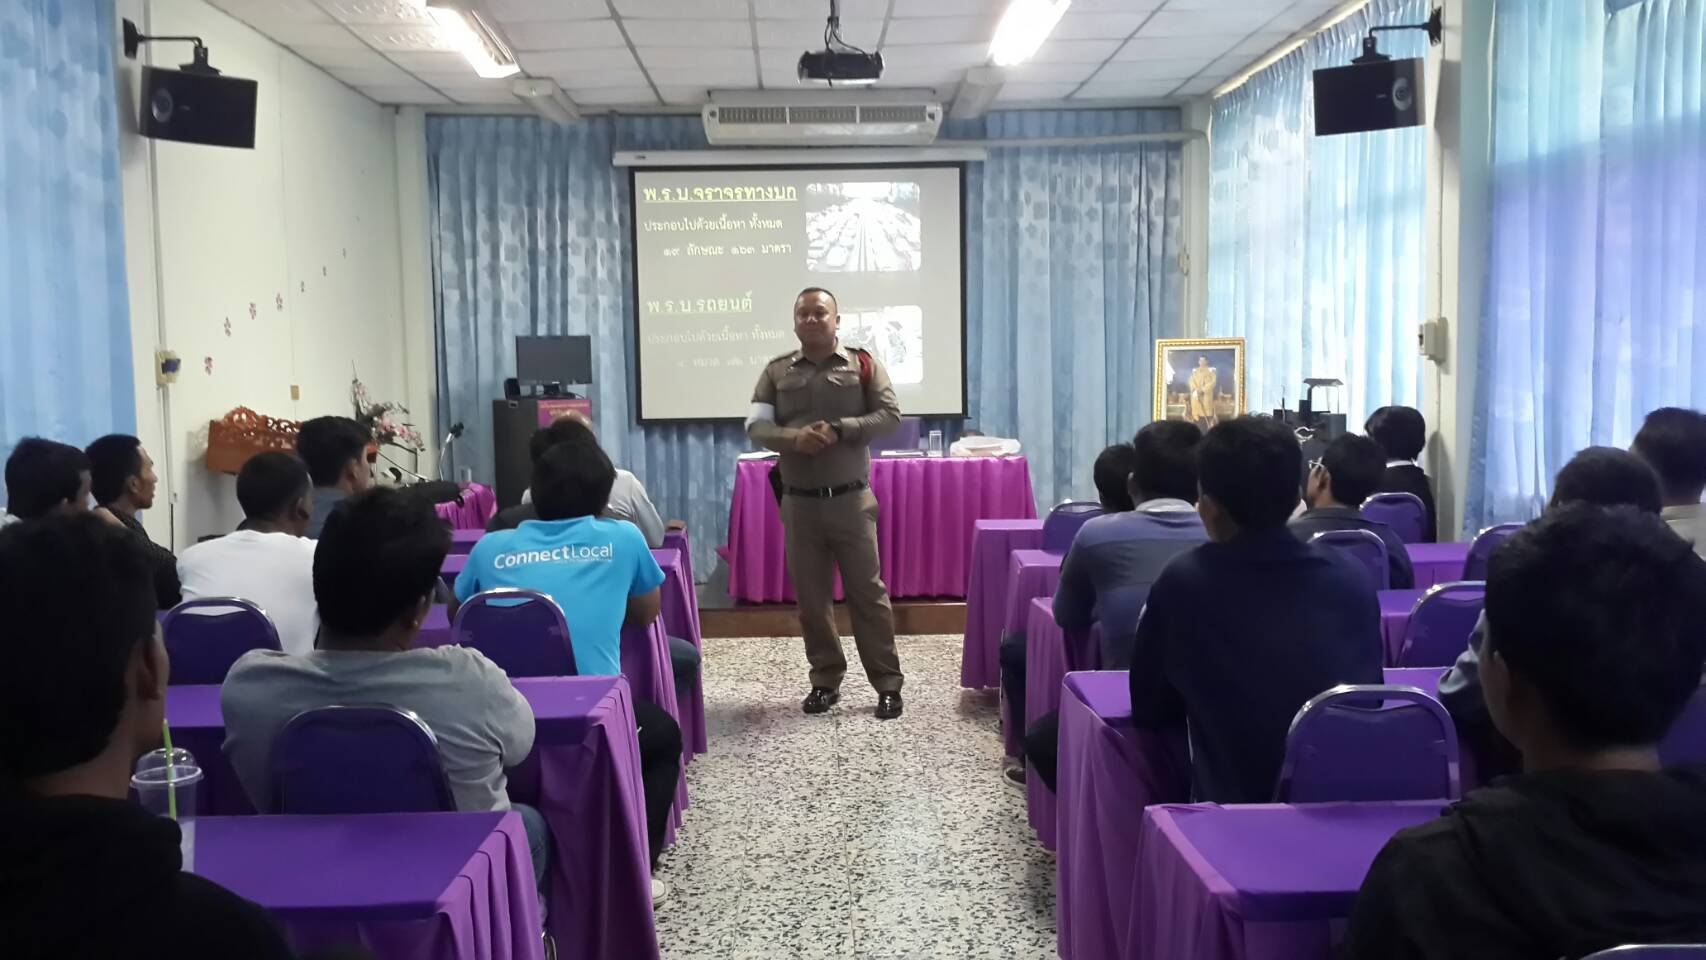 พ.ร.บ.จราจรทางบก
ประกอบไปด้วยเนื้อหา ทั้งหมด
๑๙ ลักษณะ ๑๖๓ มาตรา
พ.ร.บ.รถยนต์
ประกอบไปด้วยเนื้อหา ทั้งหมด
หมวด
ConnectLocal